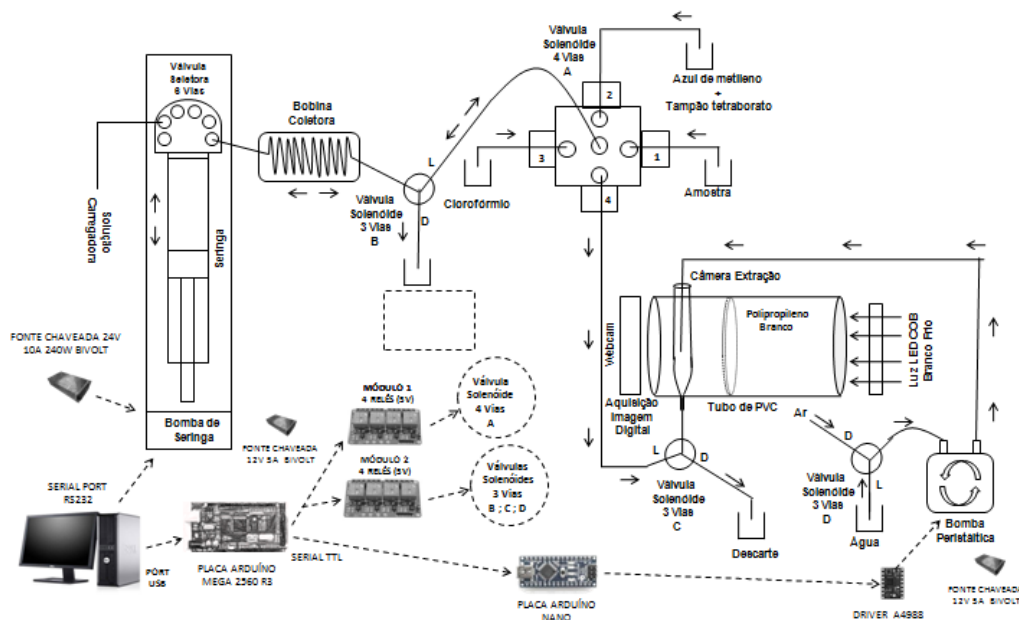 Válvula
Seletora
6 Vias
Solução
Carregadora
Seringa
Bomba de
Seringa
Bobina
Coletora
L
D
Válvula
Solenóide
3 Vias
B
Válvula
Solenóide
4 Vias
A
2
3
1
4
Clorofórmio
Amostra
Azul de metileno
+
Tampão tetraborato
Câmera Extração
Polipropileno
Branco
Webcam
Aquisição
Imagem
Digital
Tubo de PVC
Luz LED COB
Branco Frio
L
D
Válvula
Solenóide
3 Vias
C
Descarte
Ar
D
L
Válvula
Solenóide
3 Vias
D
Água
Bomba
Peristáltica
FONTE CHAVEADA 24V
10A 240W BIVOLT
FONTE CHAVEADA
12V 5A BIVOLT
MÓDULO 1
4 RELÉS (5V)
Válvula
Solenóide
4 Vias
A
MÓDULO 2
4 RELÉS (5V)
Válvulas
Solenóides
3 Vias
B ; C ; D
SERIAL PORT
RS232
PORT
USB
PLACA ARDUÍNO
MEGA 2560 R3
SERIAL TTL
PLACA ARDUÍNO
NANO
DRIVER A4988
FONTE CHAVEADA
12V 5A BIVOLT